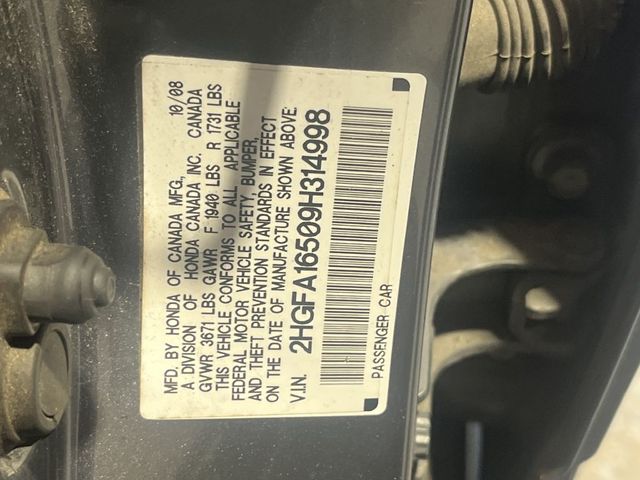 MFD. BY HONDA OF CANADA MFG, 10/08
A DIVISION OF HONDA CANADA INC. CANADA
GVWR 3671 LBS GAWR F 1940 LBS R 1731 LBS
THIS VEHICLE CONFORMS TO ALL APPLICABLE
FEDERAL MOTOR VEHICLE SAFETY, BUMPER,
AND THEFT PREVENTION STANDARDS IN EFFECT
ON THE DATE OF MANUFACTURE SHOWN ABOVE.
V.I.N. 2HGFA16509H314998
PASSENGER CAR